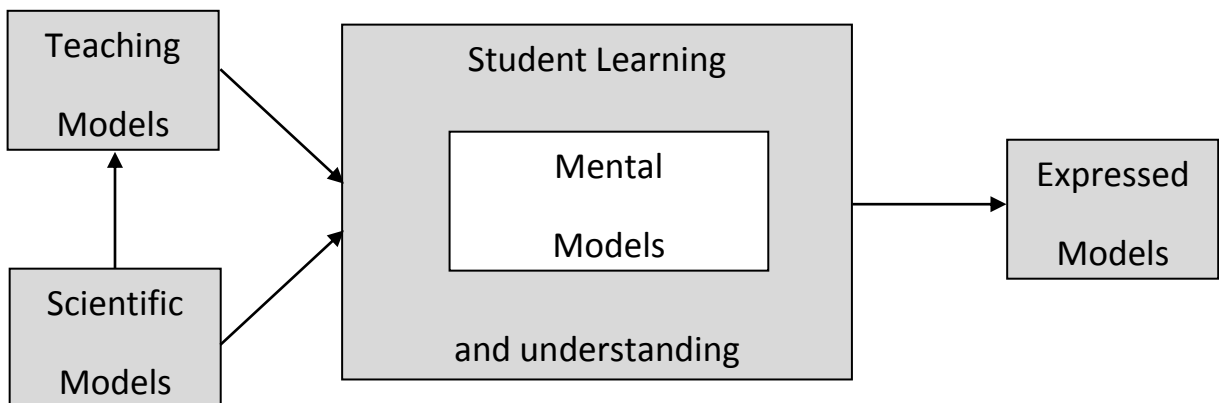 Teaching
Models
Scientific
Models
Student Learning
Mental
Models
and understanding
Expressed
Models